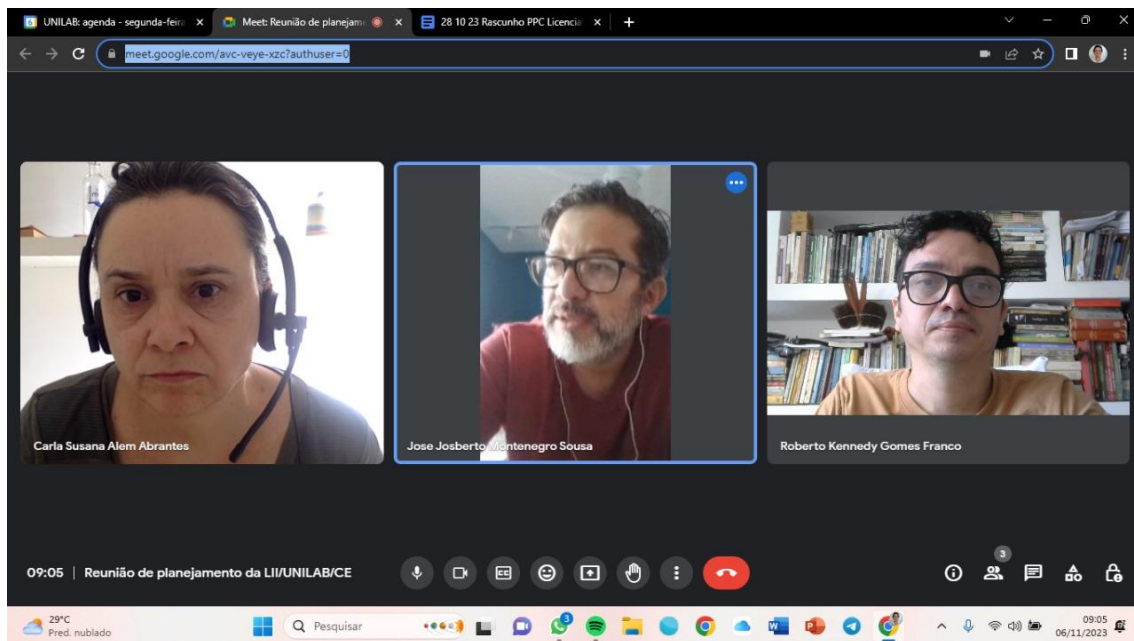 UNILAB: agenda - segunda-feira
Meet: Reunião de planejam
28 10 23 Rascunho PPC Licencia
meet.google.com/avc-veye-xzc?authuser=0
Carla Susana Alem Abrantes
Jose Josberto Montenegro Sousa
Roberto Kennedy Gomes Franco
09:05 | Reunião de planejamento da LII/UNILAB/CE
3
29°C
Pred. nublado
Pesquisar
3
09:05
06/11/2023